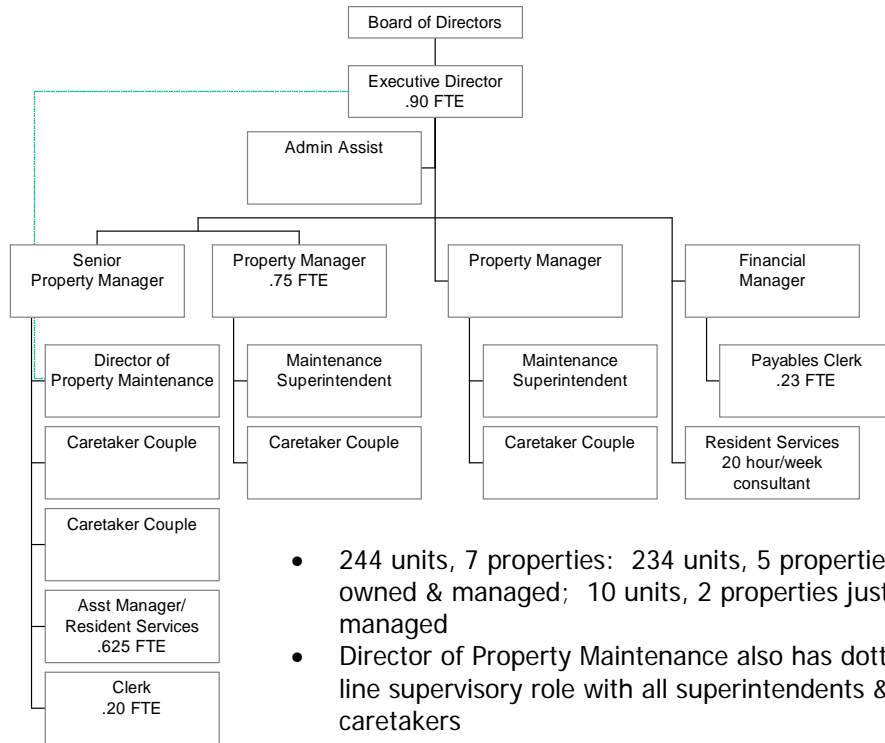 Board of Directors
Executive Director
.90 FTE
Admin Assist
Senior
Property Manager
Property Manager
.75 FTE
Property Manager
Financial
Manager
Director of
Property Maintenance
Maintenance
Superintendent
Maintenance
Superintendent
Payables Clerk
.23 FTE
Caretaker Couple
Caretaker Couple
Caretaker Couple
Resident Services
20 hour/week
consultant
Caretaker Couple
Asst Manager/
Resident Services
.625 FTE
Clerk
.20 FTE
• 244 units, 7 properties: 234 units, 5 propertie
owned & managed; 10 units, 2 properties just
managed
• Director of Property Maintenance also has dott
line supervisory role with all superintendents &
caretakers